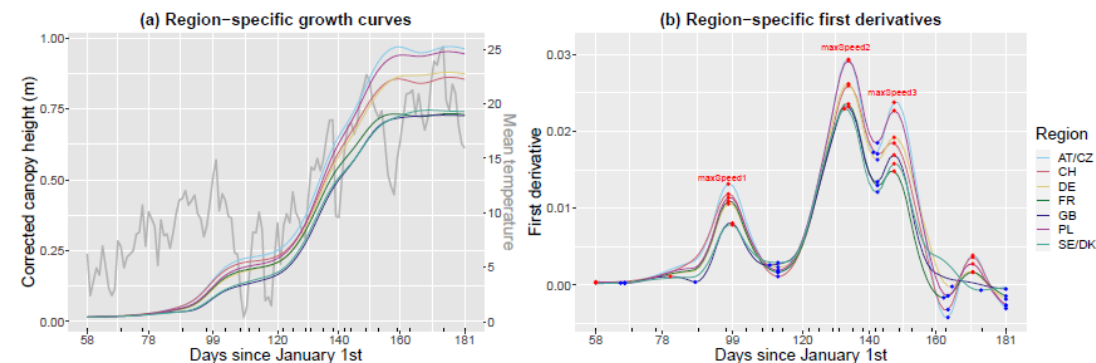 (a) Region-specific growth curves
(b) Region-specific first derivatives
Corrected canopy height (m)
1.00
0.75
0.50
0.25
0.00
25
20
15
10
5
0
Mean temperature
58 78 99 120 140 160 181
Days since January 1st
First derivative
0.03
0.02
0.01
0.00
maxSpeed1
maxSpeed2
maxSpeed3
58 78 99 122 140 160 181
Days since January 1st
Region
AT/CZ
CH
DE
FR
GB
PL
SE/DK